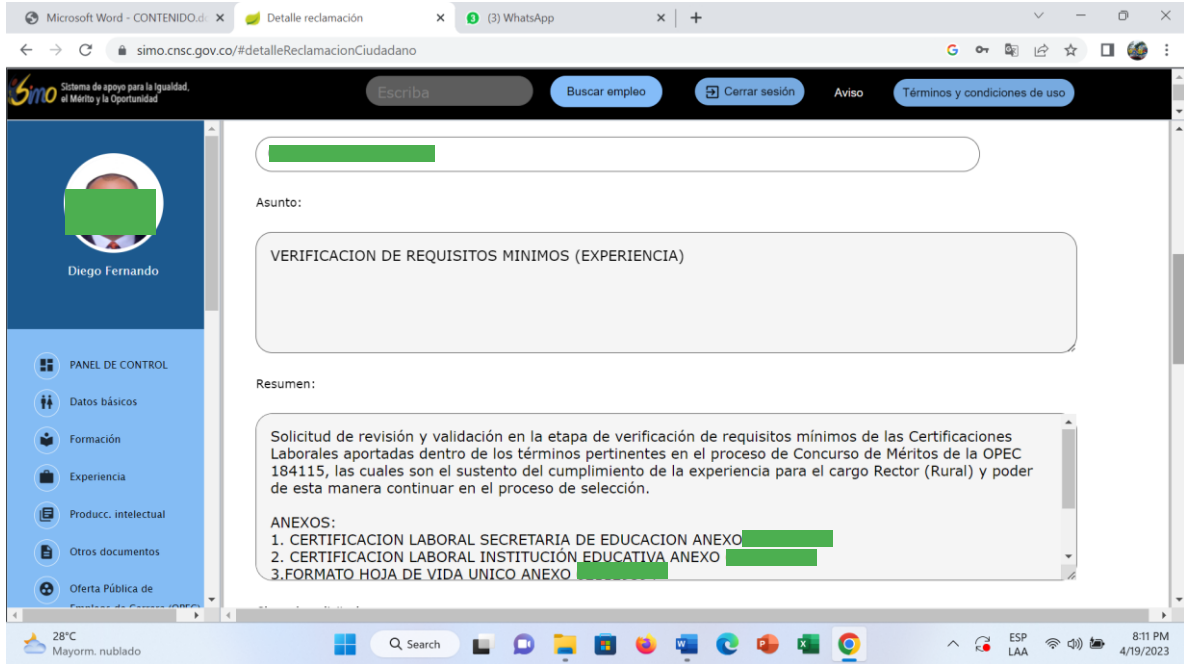 Microsoft Word - CONTENIDO.d
Detalle reclamación
(3) WhatsApp
simo.cnsc.gov.co/#detalleReclamacionCiudadano
Simo Sistema de apoyo para la Igualdad,
el Mérito y la Oportunidad
Escriba
Buscar empleo
Cerrar sesión
Aviso
Términos y condiciones de uso
Diego Fernando
PANEL DE CONTROL
Datos básicos
Formación
Experiencia
Producc. intelectual
Otros documentos
Oferta Pública de
Asunto:
VERIFICACION DE REQUISITOS MINIMOS (EXPERIENCIA)
Resumen:
Solicitud de revisión y validación en la etapa de verificación de requisitos mínimos de las Certificaciones
Laborales aportadas dentro de los términos pertinentes en el proceso de Concurso de Méritos de la OPEC
184115, las cuales son el sustento del cumplimiento de la experiencia para el cargo Rector (Rural) y poder
de esta manera continuar en el proceso de selección.
ANEXOS:
1. CERTIFICACION LABORAL SECRETARIA DE EDUCACION ANEXO
2. CERTIFICACION LABORAL INSTITUCIÓN EDUCATIVA ANEXO
3.FORMATO HOJA DE VIDA UNICO ANEXO
28°C
Mayorm. nublado
Search
ESP
LAA
8:11 PM
4/19/2023